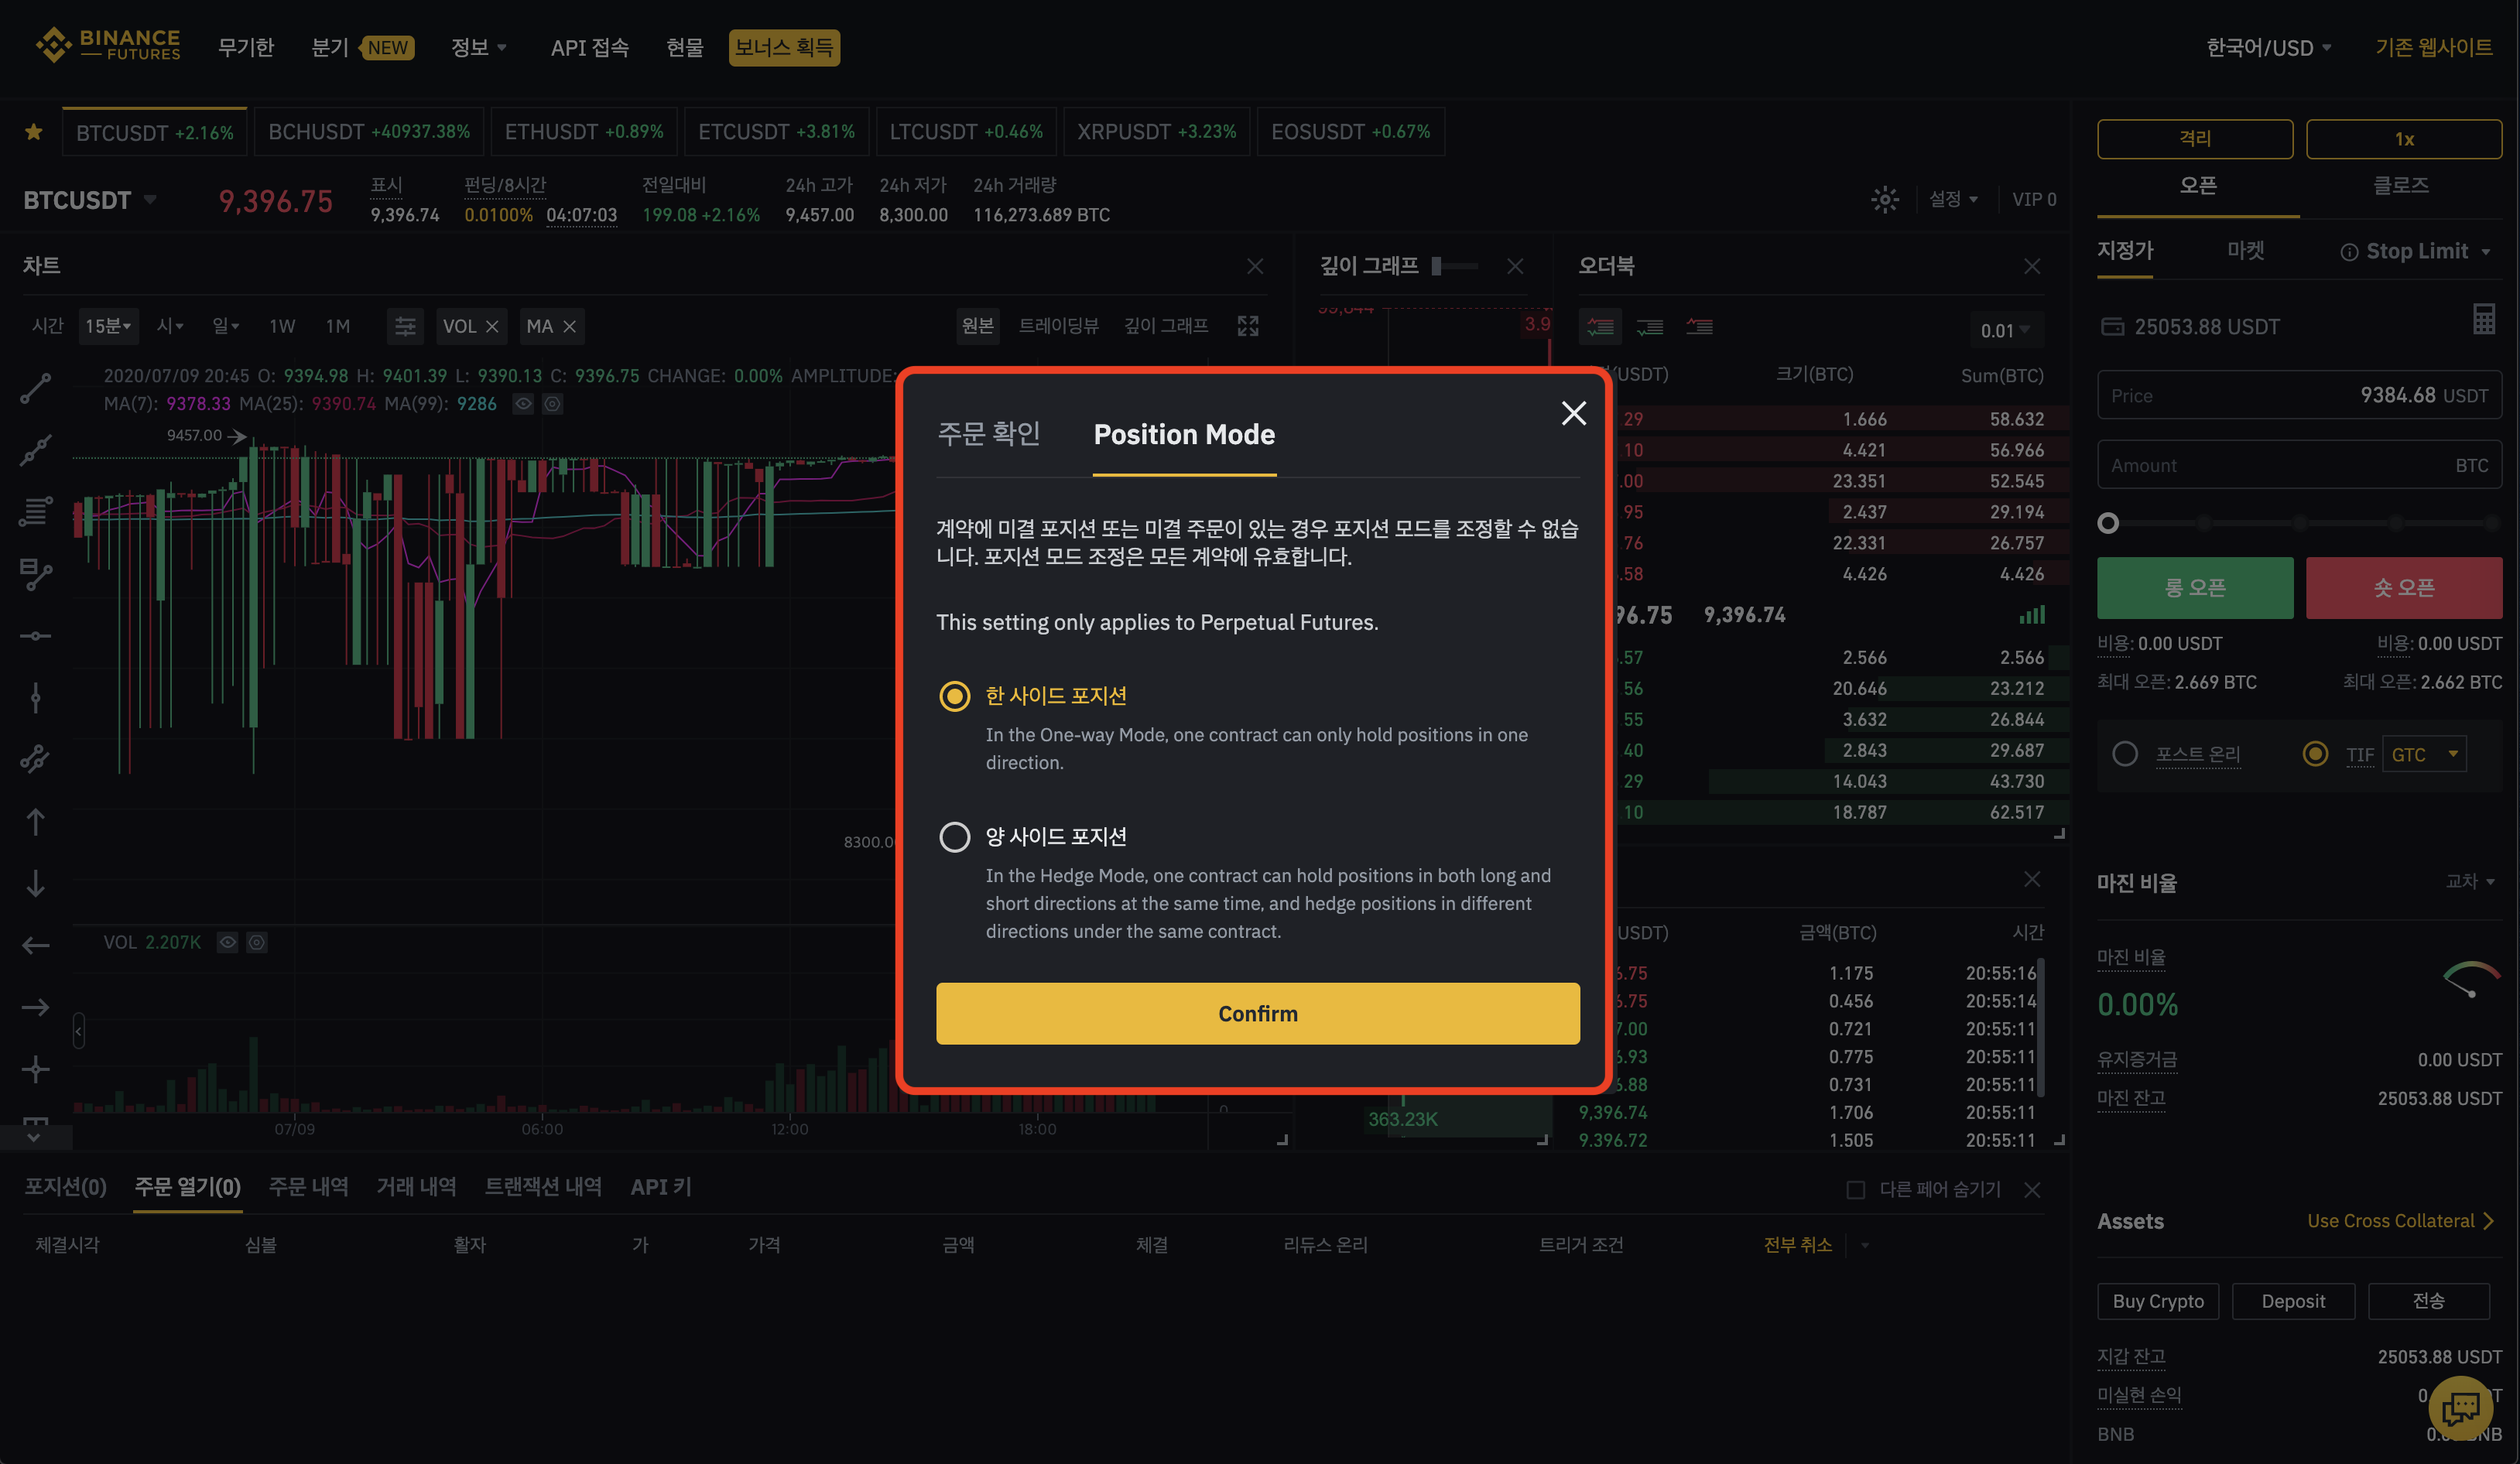 BINANCE
FUTURES
무기한 분기 NEW 정보 API 접속 현물 보너스 획득 한국어/USD 기존 웹사이트
BTCUSDT +2.16% BCHUSDT +40937.38% ETHUSDT +0.89% ETCUSDT +3.81% LTCUSDT +0.46% XRPUSDT +3.23% EOSUSDT +0.67%
BTCUSDT 9,396.75
표시 펀딩/8시간 전일대비 24h 고가 24h 저가 24h 거래량
9,396.74 0.0100% 04:07:03 199.08 +2.16% 9,457.00 8,300.00 116,273.689 BTC
설정 VIP 0
차트
시간 15분 시 일 1W 1M VOL MA 원본 트레이딩뷰 깊이 그래프
2020/07/09 20:45 O: 9394.98 H: 9401.39 L: 9390.13 C: 9396.75 CHANGE: 0.00% AMPLITUDE:
MA(7): 9378.33 MA(25): 9390.74 MA(99): 9286
9457.00
8300.0
VOL 2.207K
0
07/09 06:00 12:00 18:00
깊이 그래프
3.9
363.23K
오더북
0.01
(USDT) 크기(BTC) Sum(BTC)
.29 1.666 58.632
.10 4.421 56.966
.00 23.351 52.545
.95 2.437 29.194
.76 22.331 26.757
.58 4.426 4.426
96.75 9,396.74
.57 2.566 2.566
.56 20.646 23.212
.55 3.632 26.844
.40 2.843 29.687
.29 14.043 43.730
.10 18.787 62.517
USDT) 금액(BTC) 시간
6.75 1.175 20:55:16
6.75 0.456 20:55:14
7.00 0.721 20:55:11
6.93 0.775 20:55:11
6.88 0.731 20:55:11
9,396.74 1.706 20:55:11
9,396.72 1.505 20:55:11
주문 확인 Position Mode
계약에 미결 포지션 또는 미결 주문이 있는 경우 포지션 모드를 조정할 수 없습
니다. 포지션 모드 조정은 모든 계약에 유효합니다.
This setting only applies to Perpetual Futures.
한 사이드 포지션
In the One-way Mode, one contract can only hold positions in one
direction.
양 사이드 포지션
In the Hedge Mode, one contract can hold positions in both long and
short directions at the same time, and hedge positions in different
directions under the same contract.
Confirm
격리 1x
오픈 클로즈
지정가 마켓 Stop Limit
25053.88 USDT
Price 9384.68 USDT
Amount BTC
롱 오픈 숏 오픈
비용: 0.00 USDT 비용: 0.00 USDT
최대 오픈: 2.669 BTC 최대 오픈: 2.662 BTC
포스트 온리 TIF GTC
마진 비율 교차
마진 비율
0.00%
유지증거금 0.00 USDT
마진 잔고 25053.88 USDT
Assets Use Cross Collateral
Buy Crypto Deposit 전송
지갑 잔고 25053.88 USDT
미실현 손익 0. T
BNB 0.0 NB
포지션(0) 주문 열기(0) 주문 내역 거래 내역 트랜잭션 내역 API 키 다른 페어 숨기기
체결시각 심볼 활자 가 가격 금액 체결 리듀스 온리 트리거 조건 전부 취소